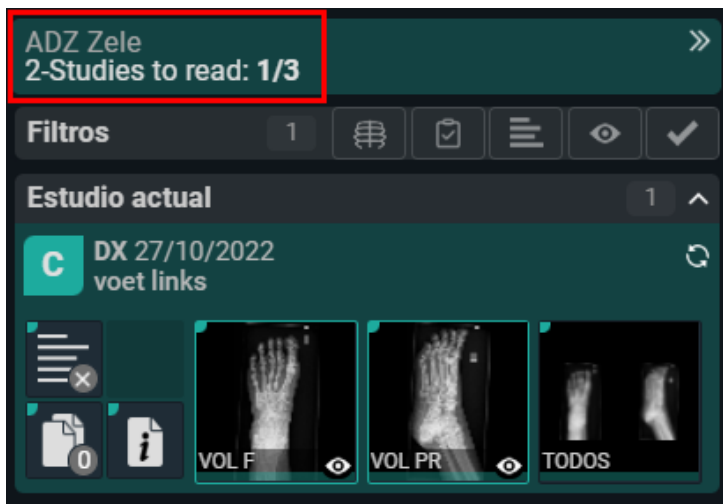 ADZ Zele
2-Studies to read: 1/3
Filtros 1
Estudio actual 1
C DX 27/10/2022
voet links
0 i VOL F VOL PR TODOS